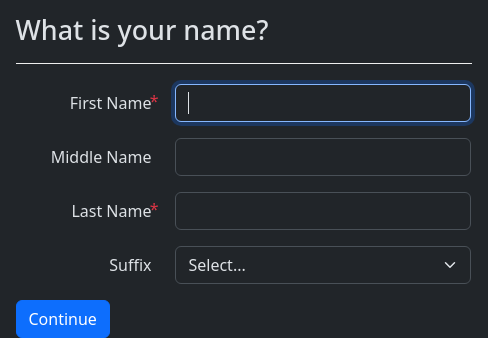 What is your name?
First Name*
Middle Name
Last Name*
Suffix Select...
Continue